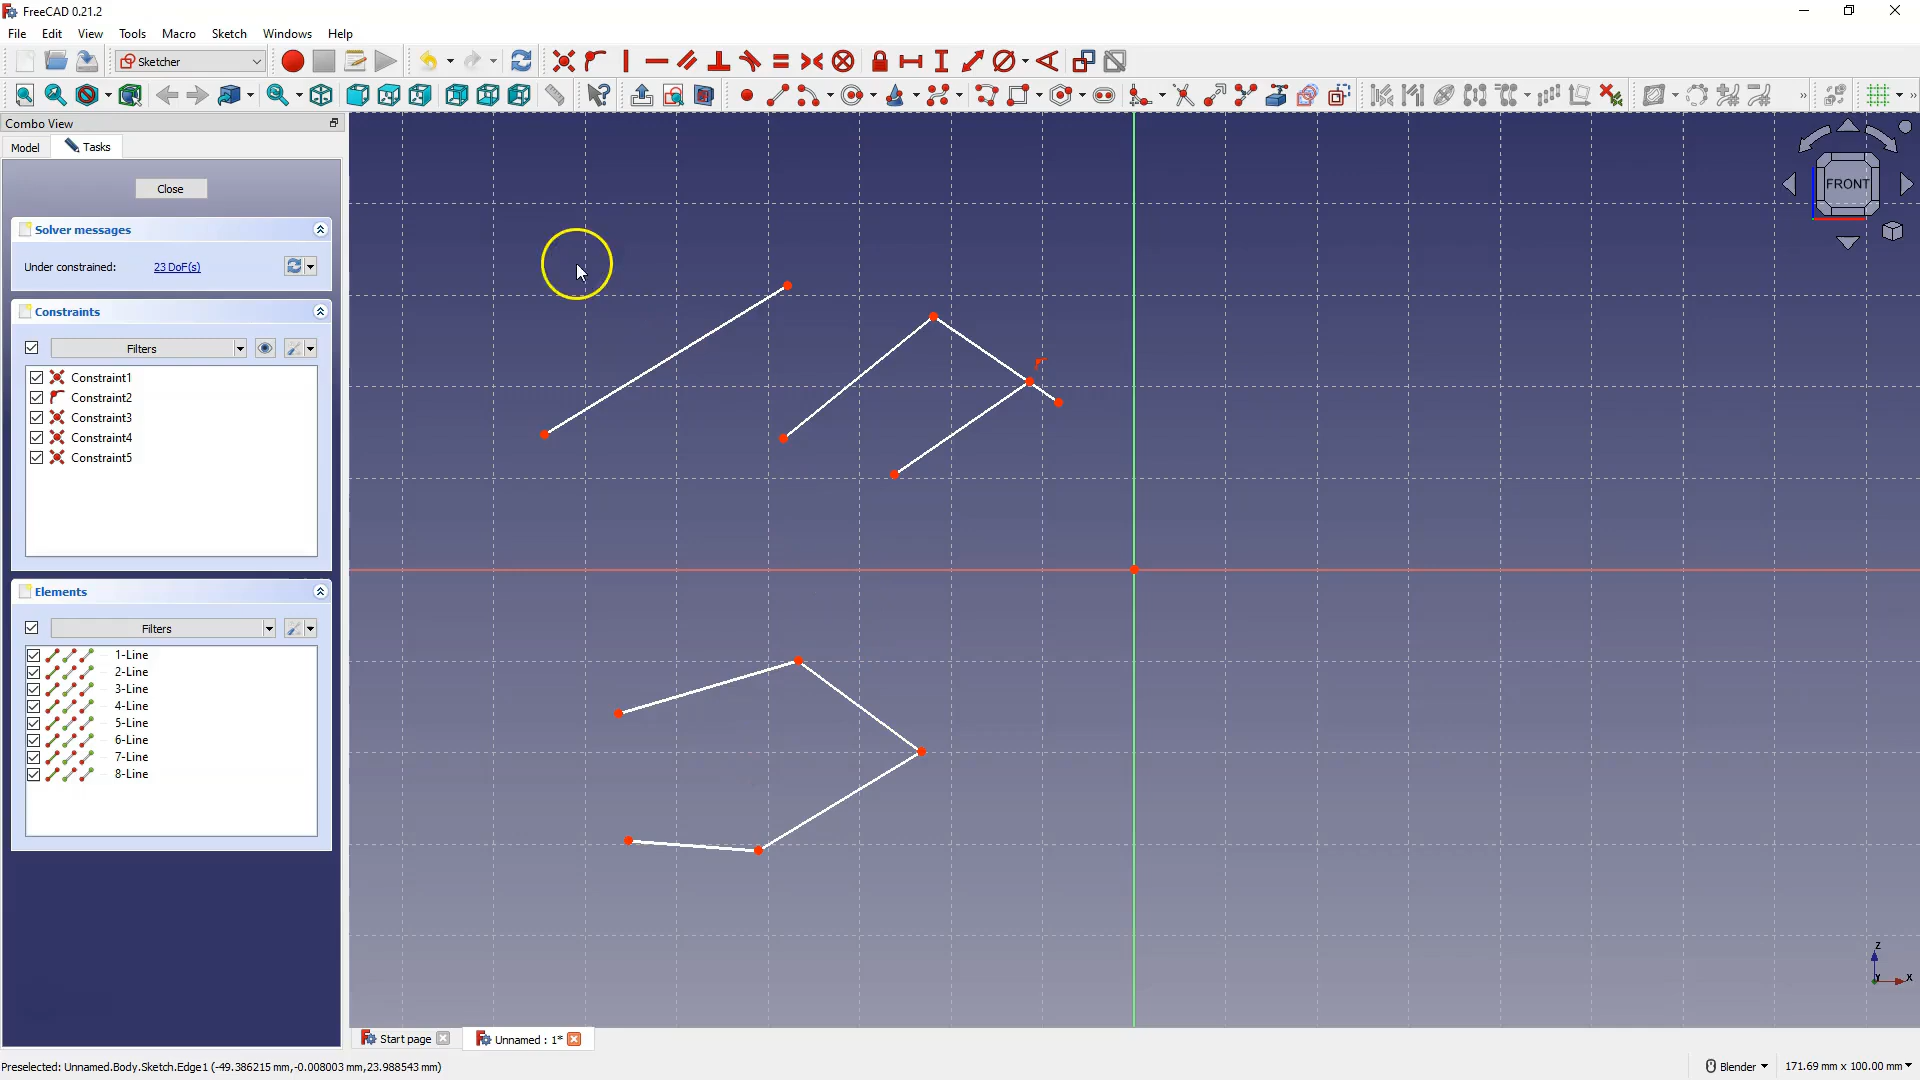 FreeCAD 0.21.2
File Edit View Tools Macro Sketch Windows Help
Sketcher
Combo View
Model Tasks
Close
Solver messages
Under constrained: 23 DoF(s)
Constraints
Filters
Constraint1
Constraint2
Constraint3
Constraint4
Constraint5
Elements
Filters
1-Line
2-Line
3-Line
4-Line
5-Line
6-Line
7-Line
8-Line
FRONT
Z
Y
X
Start page
Unnamed : 1*
Preselected: Unnamed.Body.Sketch.Edge1 (-49.386215 mm,-0.008003 mm,23.988543 mm)
Blender
171.69 mm x 100.00 mm